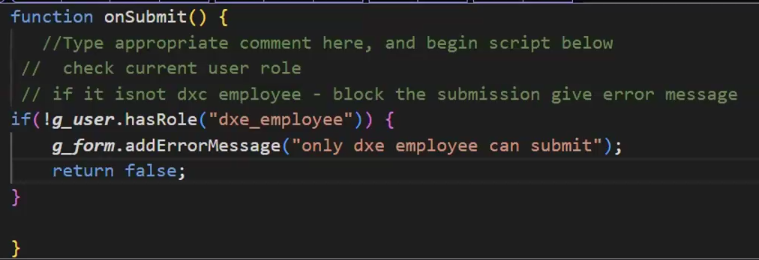 function onSubmit() {
//Type appropriate comment here, and begin script below
// check current user role
// if it isnot dxc employee - block the submission give error message
if(!g_user.hasRole("dxe_employee")) {
g_form.addErrorMessage("only dxe employee can submit");
return false;
}
}